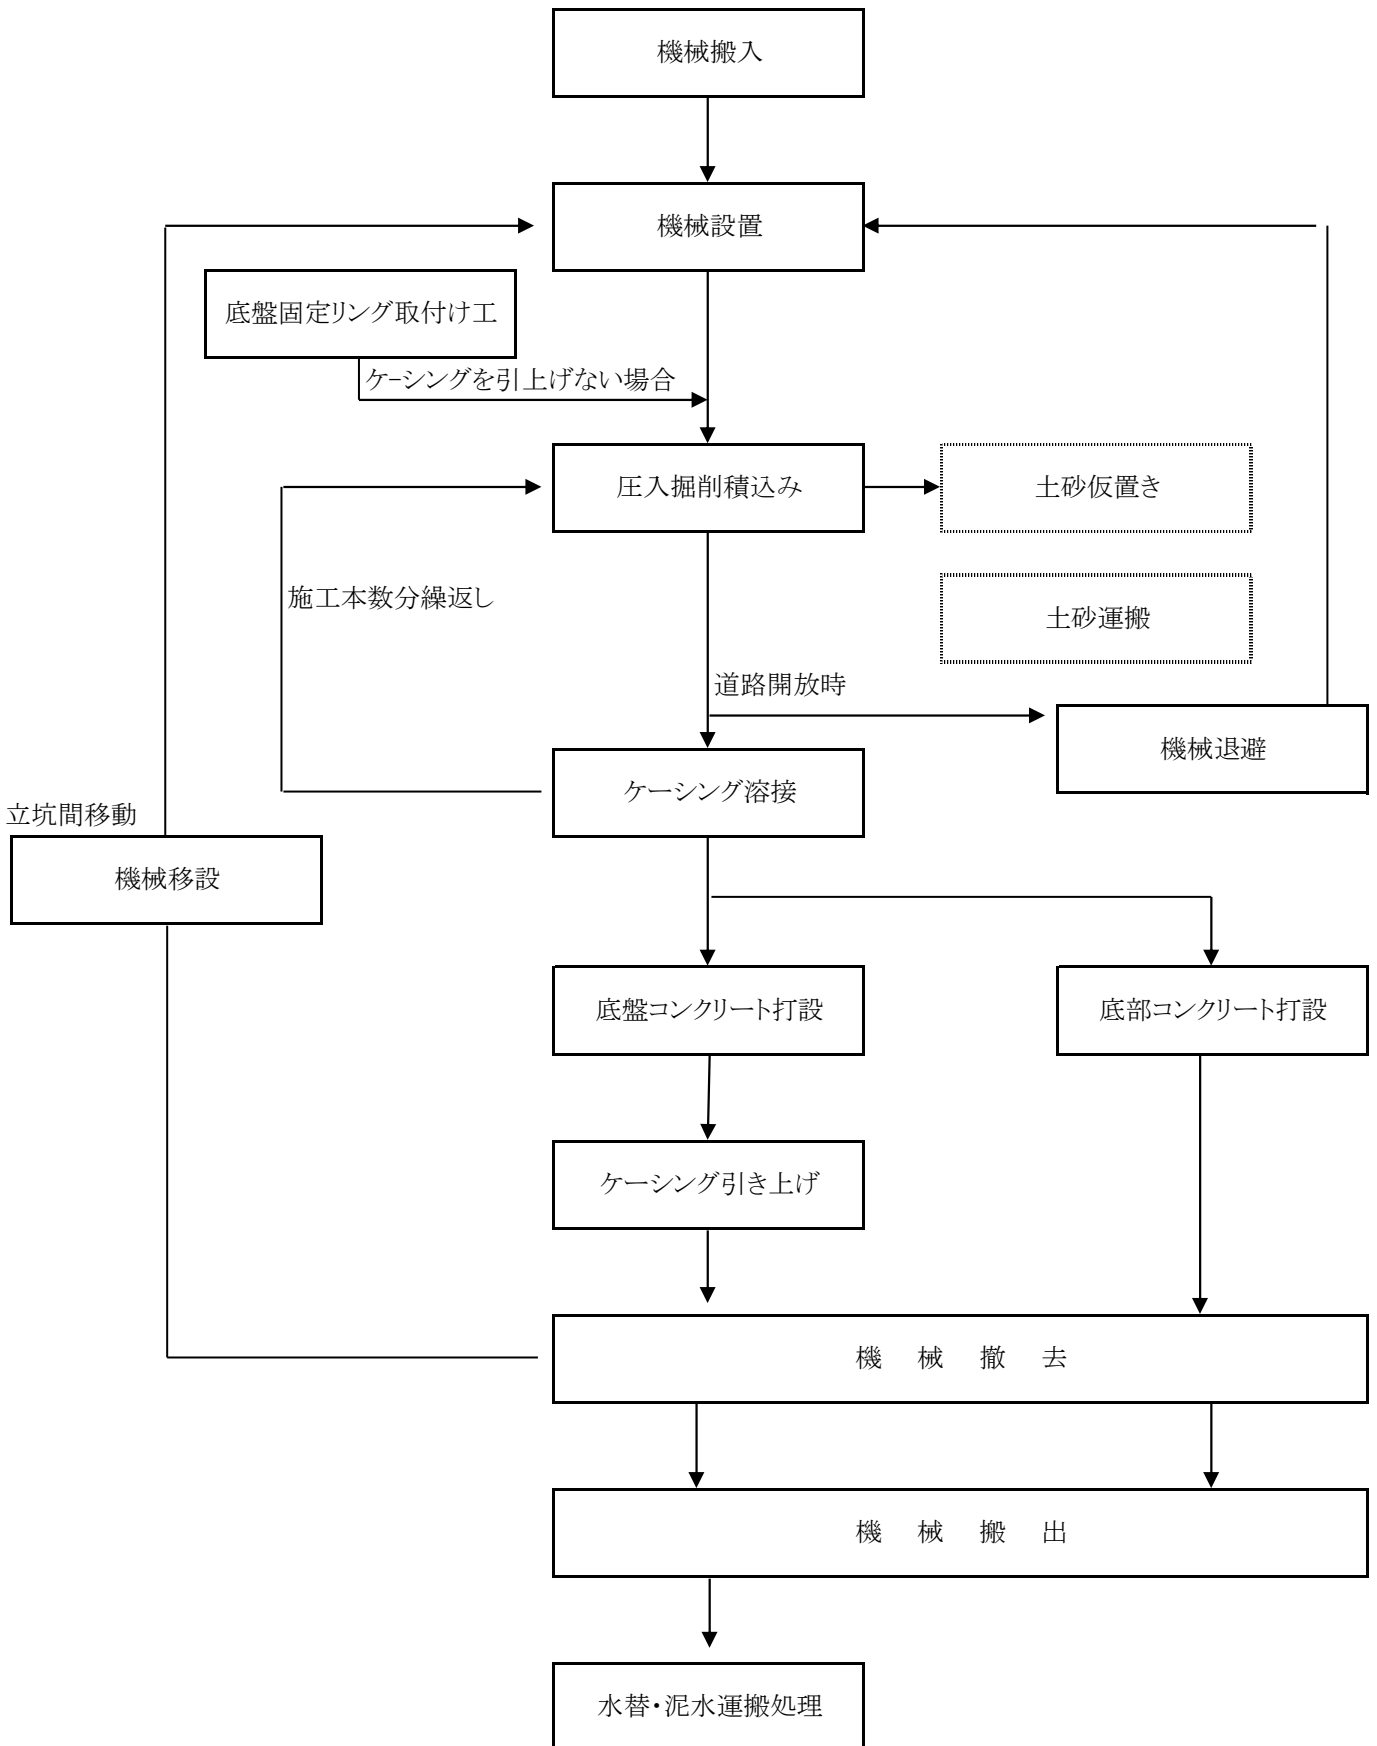 機械搬入
機械設置
底盤固定リング取付け工
ケーシングを引上げない場合
圧入掘削積込み
土砂仮置き
施工本数分繰返し
土砂運搬
道路開放時
機械退避
ケーシング溶接
立坑間移動
機械移設
底盤コンクリート打設
底部コンクリート打設
ケーシング引き上げ
機 械 撤 去
機 械 搬 出
水替・泥水運搬処理